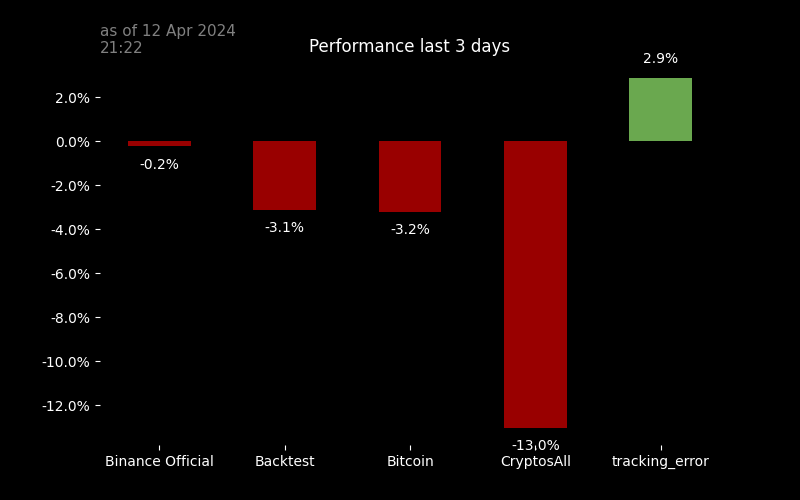 as of 12 Apr 2024
21:22
Performance last 3 days
2.9%
2.0%
0.0%
-0.2%
-2.0%
-3.1%
-3.2%
-4.0%
-6.0%
-8.0%
-10.0%
-12.0%
-13.0%
Binance Official
Backtest
Bitcoin
CryptosAll
tracking_error